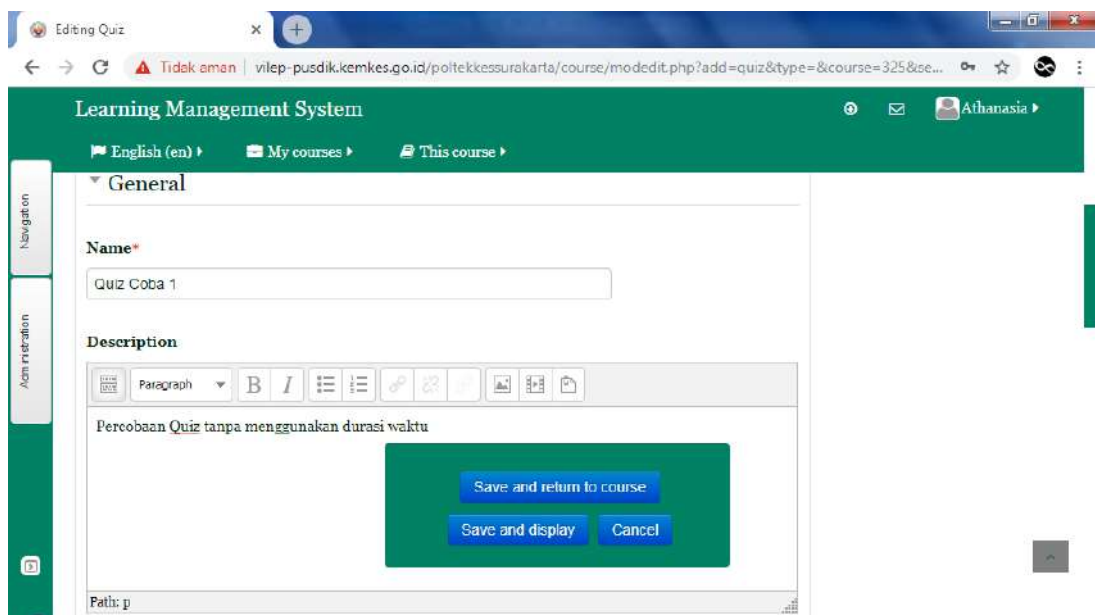 Editing Quiz
Tidak aman | vilep-pusdik.kemkes.go.id/poltekkessurakarta/course/modedit.php?add=quiz&type=&course=325&se...
Learning Management System
Athanasia
English (en) My courses This course
Navigation
Administration
General
Name*
Quiz Coba 1
Description
Paragraph B I
Percobaan Quiz tanpa menggunakan durasi waktu
Save and return to course
Save and display Cancel
Path: p